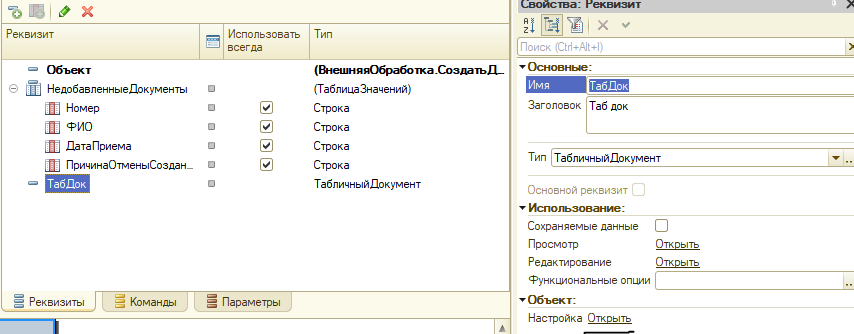 Реквизит
Использовать всегда
Тип
Объект
(ВнешняяОбработка.СоздатьД...
НедобавленныеДокументы
(ТаблицаЗначений)
Номер
Строка
ФИО
Строка
ДатаПриема
Строка
ПричинаОтменыСоздан...
Строка
ТабДок
ТабличныйДокумент
Реквизиты
Команды
Параметры
Свойства: Реквизит
Поиск (Ctrl+Alt+I)
Основные:
Имя
ТабДок
Заголовок
Таб док
Тип
ТабличныйДокумент
Основной реквизит
Использование:
Сохраняемые данные
Просмотр
Открыть
Редактирование
Открыть
Функциональные опции
Объект:
Настройка
Открыть